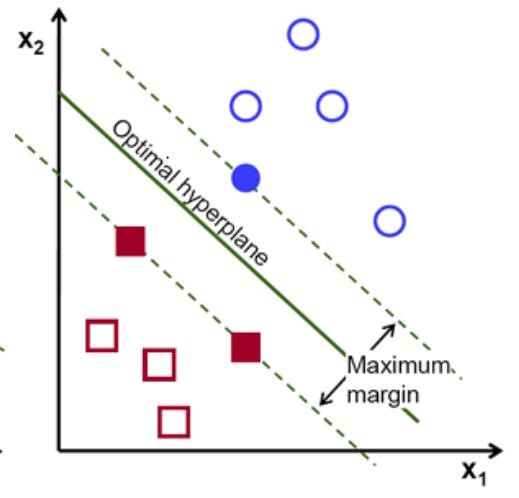 x₂
Optimal hyperplane
Maximum
margin
x₁